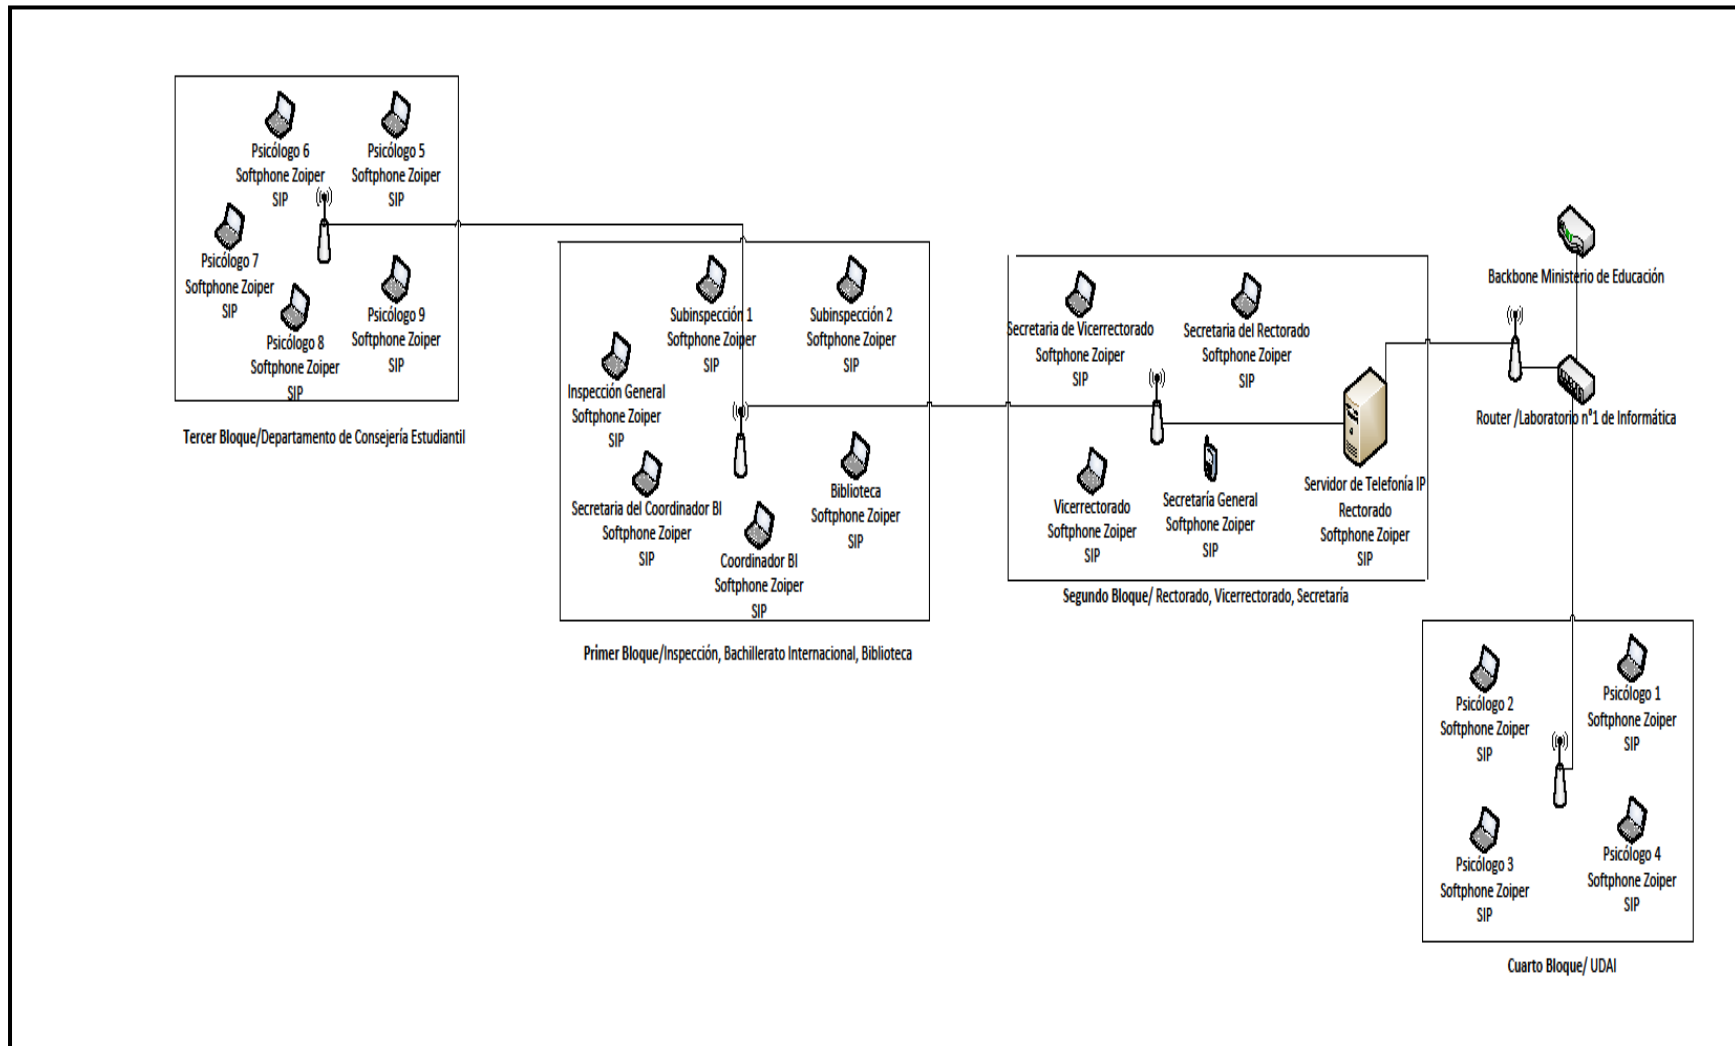 Psicólogo 6
Softphone Zoiper
SIP
Psicólogo 5
Softphone Zoiper
SIP
Psicólogo 7
Softphone Zoiper
SIP
Psicólogo 8
Softphone Zoiper
SIP
Psicólogo 9
Softphone Zoiper
SIP
Tercer Bloque/Departamento de Consejería Estudiantil
Subinspección 1
Softphone Zoiper
SIP
Subinspección 2
Softphone Zoiper
SIP
Inspección General
Softphone Zoiper
SIP
Secretaria del Coordinador BI
Softphone Zoiper
SIP
Coordinador BI
Softphone Zoiper
SIP
Biblioteca
Softphone Zoiper
SIP
Primer Bloque/Inspección, Bachillerato Internacional, Biblioteca
Secretaria de Vicerrectorado
Softphone Zoiper
SIP
Secretaria del Rectorado
Softphone Zoiper
SIP
Vicerrectorado
Softphone Zoiper
SIP
Secretaría General
Softphone Zoiper
SIP
Servidor de Telefonía IP
Rectorado
Softphone Zoiper
SIP
Segundo Bloque/ Rectorado, Vicerrectorado, Secretaría
Backbone Ministerio de Educación
Router /Laboratorio n°1 de Informática
Psicólogo 2
Softphone Zoiper
SIP
Psicólogo 1
Softphone Zoiper
SIP
Psicólogo 3
Softphone Zoiper
SIP
Psicólogo 4
Softphone Zoiper
SIP
Cuarto Bloque/ UDAI